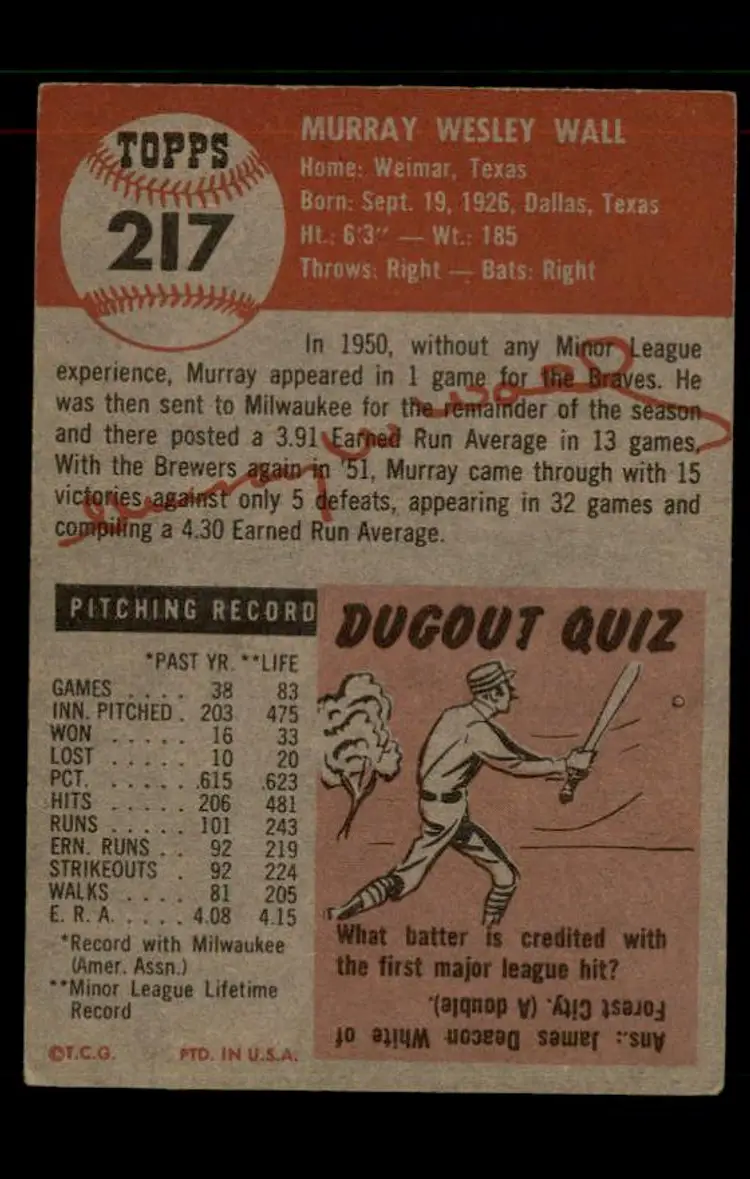 TOPPS
217
MURRAY WESLEY WALL
Home: Weimar, Texas
Born: Sept. 19, 1926, Dallas, Texas
Ht.: 6'3" — Wt.: 185
Throws: Right — Bats: Right
In 1950, without any Minor League
experience, Murray appeared in 1 game for the Braves. He
was then sent to Milwaukee for the remainder of the season
and there posted a 3.91 Earned Run Average in 13 games.
With the Brewers again in '51, Murray came through with 15
victories against only 5 defeats, appearing in 32 games and
compiling a 4.30 Earned Run Average.
Murray W Wall
PITCHING RECORD
*PAST YR. **LIFE
GAMES . . . . 38 83
INN. PITCHED . 203 475
WON . . . . . 16 33
LOST . . . . . 10 20
PCT. . . . . . .615 .623
HITS . . . . . 206 481
RUNS . . . . . 101 243
ERN. RUNS . . 92 219
STRIKEOUTS . 92 224
WALKS . . . . 81 205
E. R. A. . . . . 4.08 4.15
*Record with Milwaukee
(Amer. Assn.)
**Minor League Lifetime
Record
©T.C.G. PTD. IN U.S.A.
DUGOUT QUIZ
What batter is credited with
the first major league hit?
Ans.: James Deacon White of
Forest City. (A double).